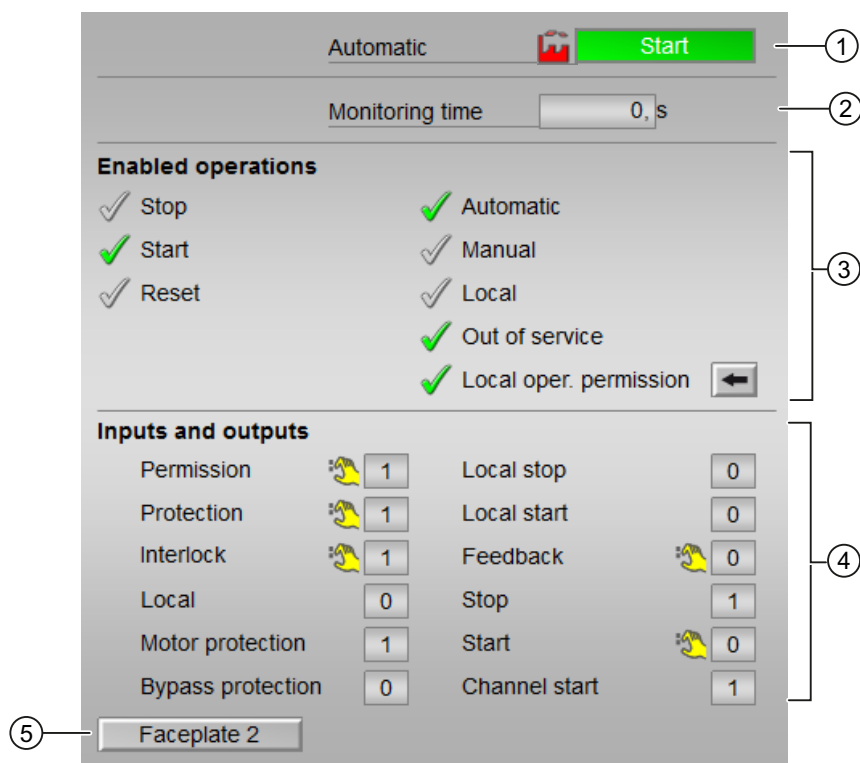 Automatic Start 1
Monitoring time 0, s 2
Enabled operations
Stop Automatic
Start Manual
Reset Local
Out of service
Local oper. permission
3
Inputs and outputs
Permission 1 Local stop 0
Protection 1 Local start 0
Interlock 1 Feedback 0
Local 0 Stop 1
Motor protection 1 Start 0
Bypass protection 0 Channel start 1
4
5 Faceplate 2